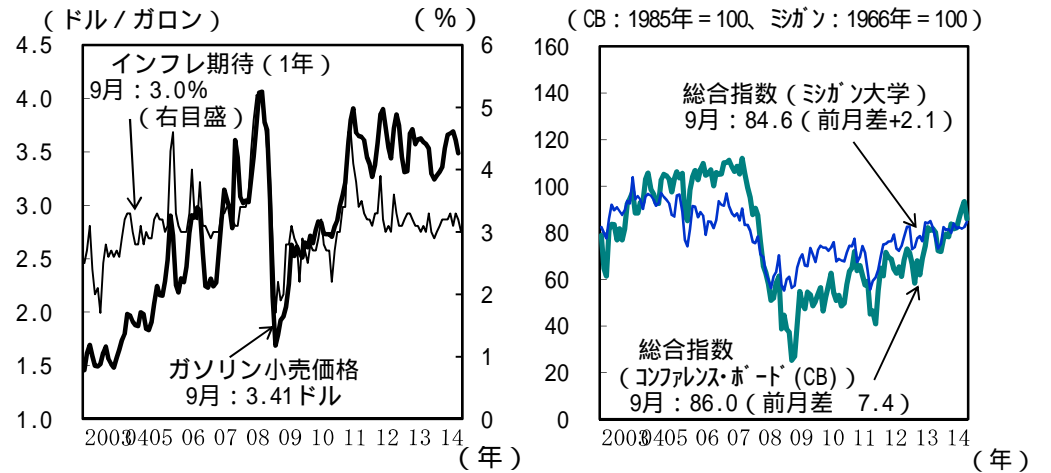 (ドル/ガロン)
(%)
4.5
4.0
3.5
3.0
2.5
2.0
1.5
1.0
6
5
4
3
2
1
0
インフレ期待(1年)
9月:3.0%
(右目盛)
ガソリン小売価格
9月:3.41ドル
2003 04 05 06 07 08 09 10 11 12 13 14
(年)
(CB:1985年=100、ミシガン:1966年=100)
160
140
120
100
80
60
40
20
0
総合指数(ミシガン大学)
9月:84.6(前月差+2.1)
総合指数
(コンファレンス・ボード(CB))
9月:86.0(前月差 7.4)
2003 04 05 06 07 08 09 10 11 12 13 14
(年)